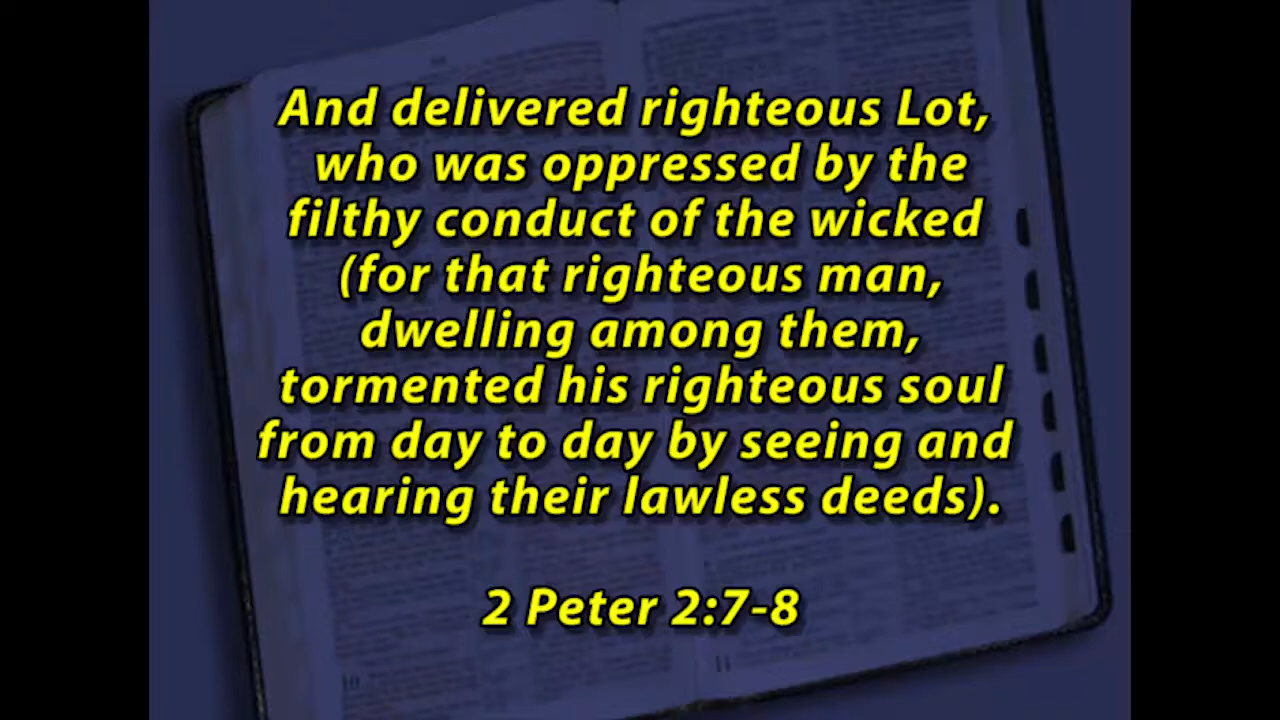 And delivered righteous Lot,
who was oppressed by the
filthy conduct of the wicked
(for that righteous man,
dwelling among them,
tormented his righteous soul
from day to day by seeing and
hearing their lawless deeds).
2 Peter 2:7-8